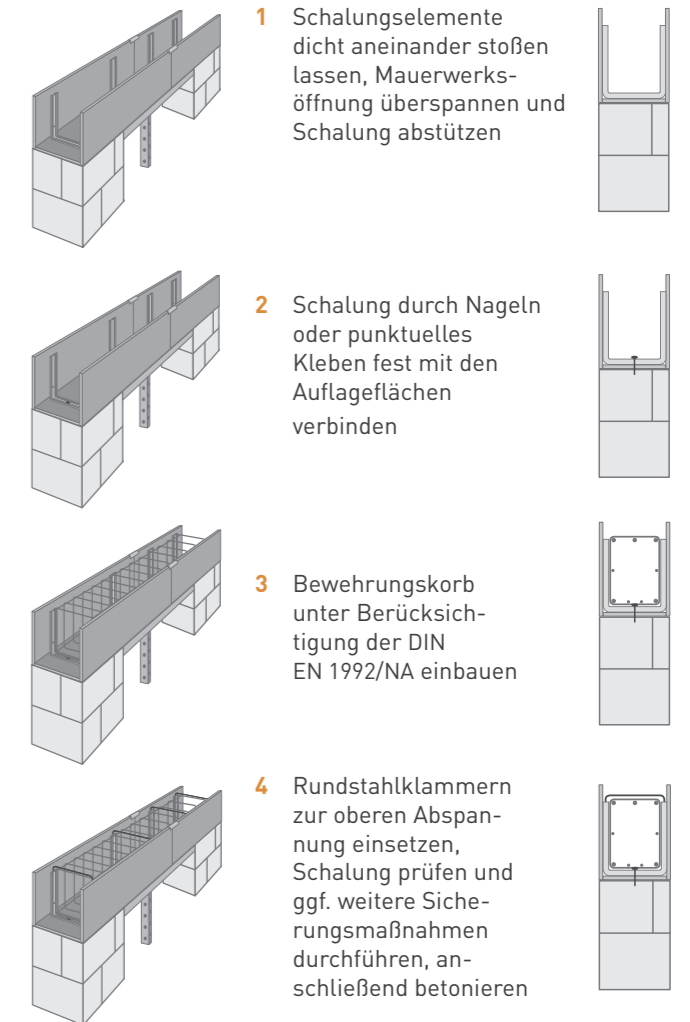 1 Schalungselemente
dicht aneinander stoßen
lassen, Mauerwerks-
öffnung überspannen und
Schalung abstützen
2 Schalung durch Nageln
oder punktuelles
Kleben fest mit den
Auflageflächen
verbinden
3 Bewehrungskorb
unter Berücksich-
tigung der DIN
EN 1992/NA einbauen
4 Rundstahlklammern
zur oberen Abspan-
nung einsetzen,
Schalung prüfen und
ggf. weitere Siche-
rungsmaßnahmen
durchführen, an-
schließend betonieren